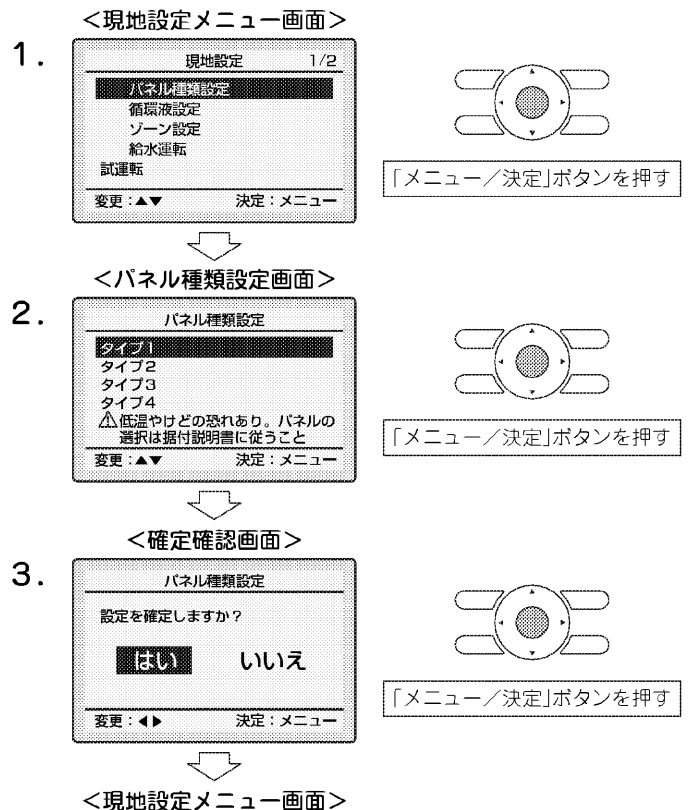 <現地設定メニュー画面>
1.
現地設定 1/2
パネル種類設定
循環液設定
ゾーン設定
給水運転
試運転
変更:▲▼ 決定:メニュー
「メニュー/決定」ボタンを押す
<パネル種類設定画面>
2.
パネル種類設定
タイプ1
タイプ2
タイプ3
タイプ4
⚠低温やけどの恐れあり。パネルの
選択は据付説明書に従うこと
変更:▲▼ 決定:メニュー
「メニュー/決定」ボタンを押す
<確定確認画面>
3.
パネル種類設定
設定を確定しますか?
はい いいえ
変更:◀▶ 決定:メニュー
「メニュー/決定」ボタンを押す
<現地設定メニュー画面>